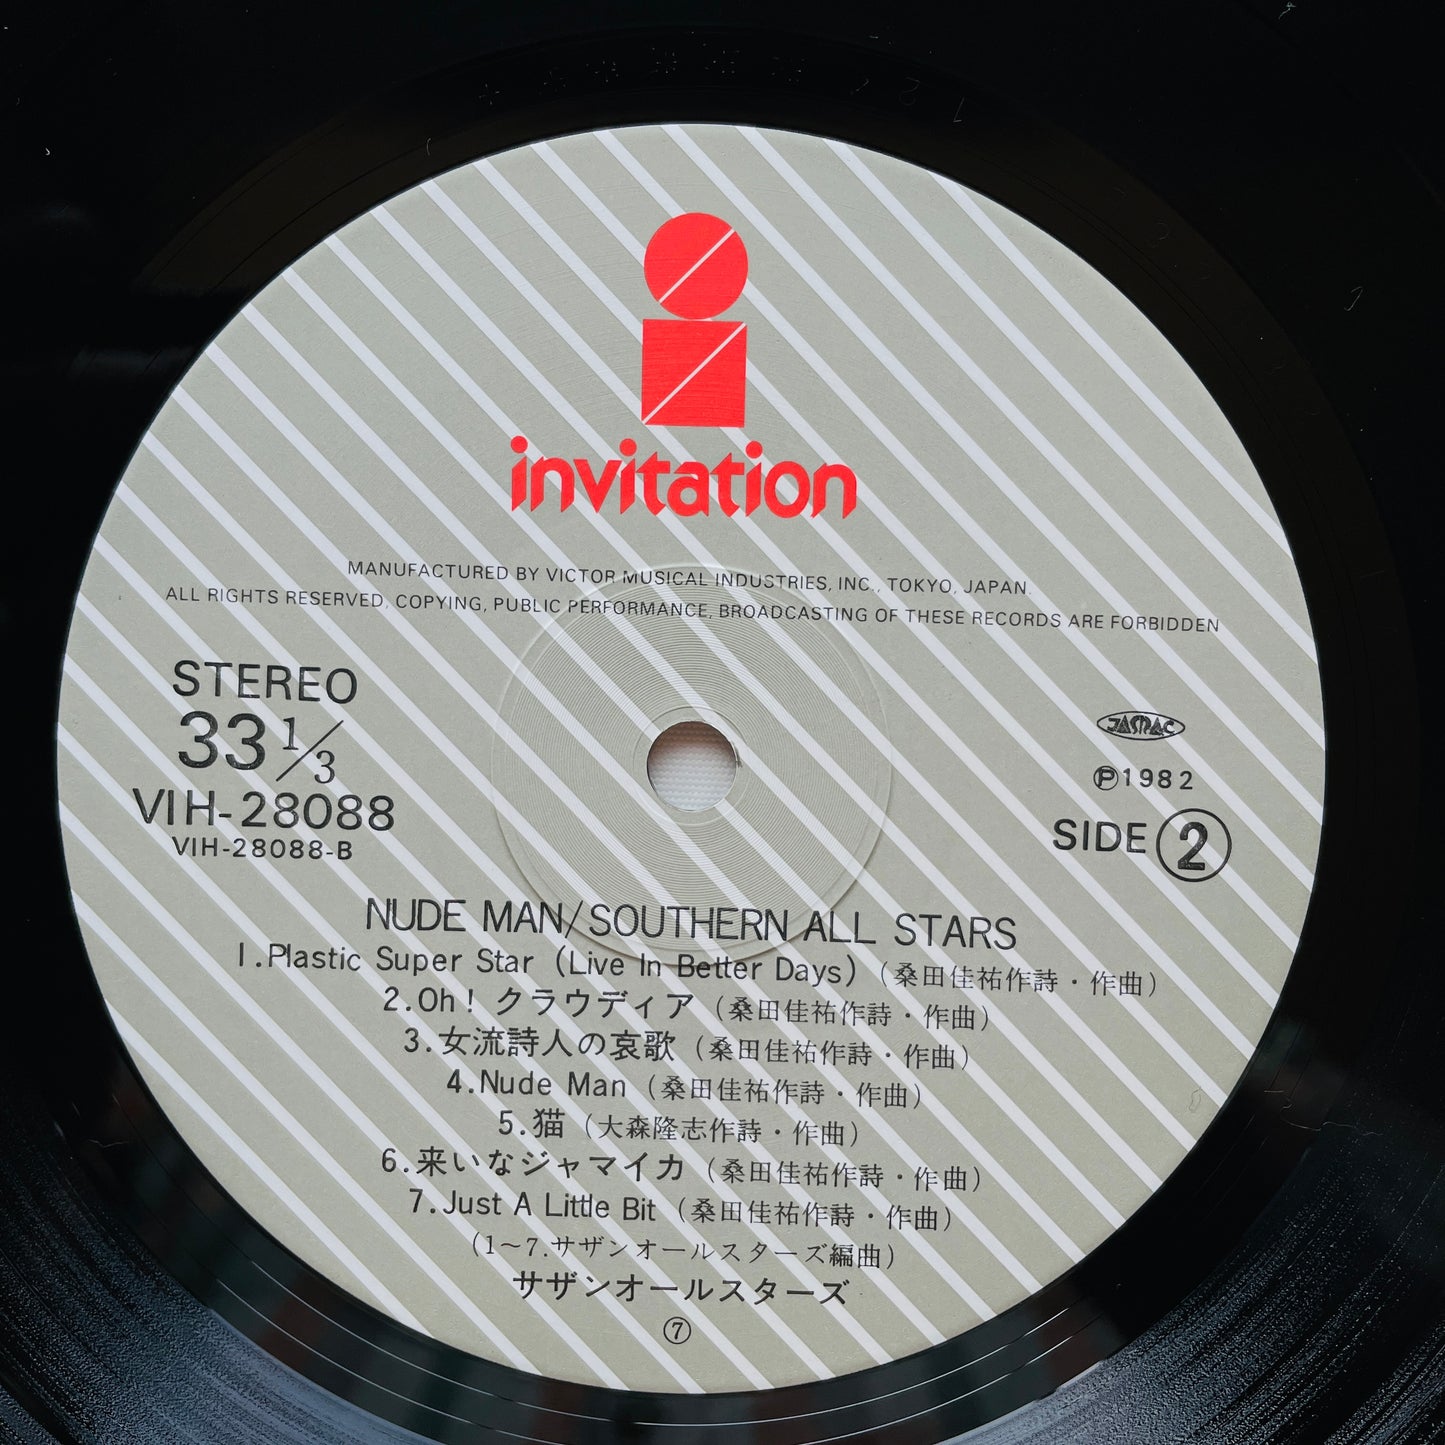 invitation
MANUFACTURED BY VICTOR MUSICAL INDUSTRIES, INC., TOKYO, JAPAN.
ALL RIGHTS RESERVED, COPYING, PUBLIC PERFORMANCE, BROADCASTING OF THESE RECORDS ARE FORBIDDEN
STEREO
33 1/3
VIH-28088
VIH-28088-B
JASRAC
Ⓟ1982
SIDE ②
NUDE MAN/SOUTHERN ALL STARS
1.Plastic Super Star (Live In Better Days) (桑田佳祐作詩・作曲)
2.Oh! クラウディア (桑田佳祐作詩・作曲)
3.女流詩人の哀歌 (桑田佳祐作詩・作曲)
4.Nude Man (桑田佳祐作詩・作曲)
5.猫 (大森隆志作詩・作曲)
6.来いなジャマイカ (桑田佳祐作詩・作曲)
7.Just A Little Bit (桑田佳祐作詩・作曲)
(1〜7.サザンオールスターズ編曲)
サザンオールスターズ
⑦